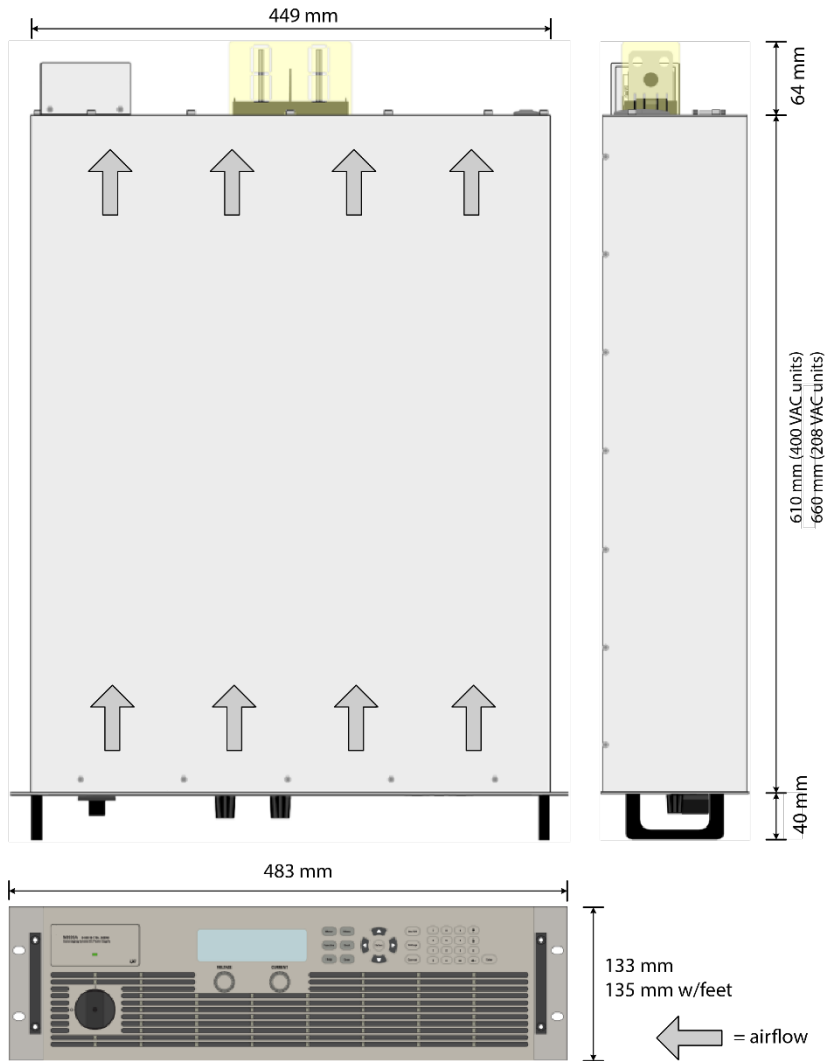 449 mm
64 mm
610 mm (400 VAC units)
660 mm (208 VAC units)
40 mm
483 mm
VOLTAGE
CURRENT
133 mm
135 mm w/feet
= airflow